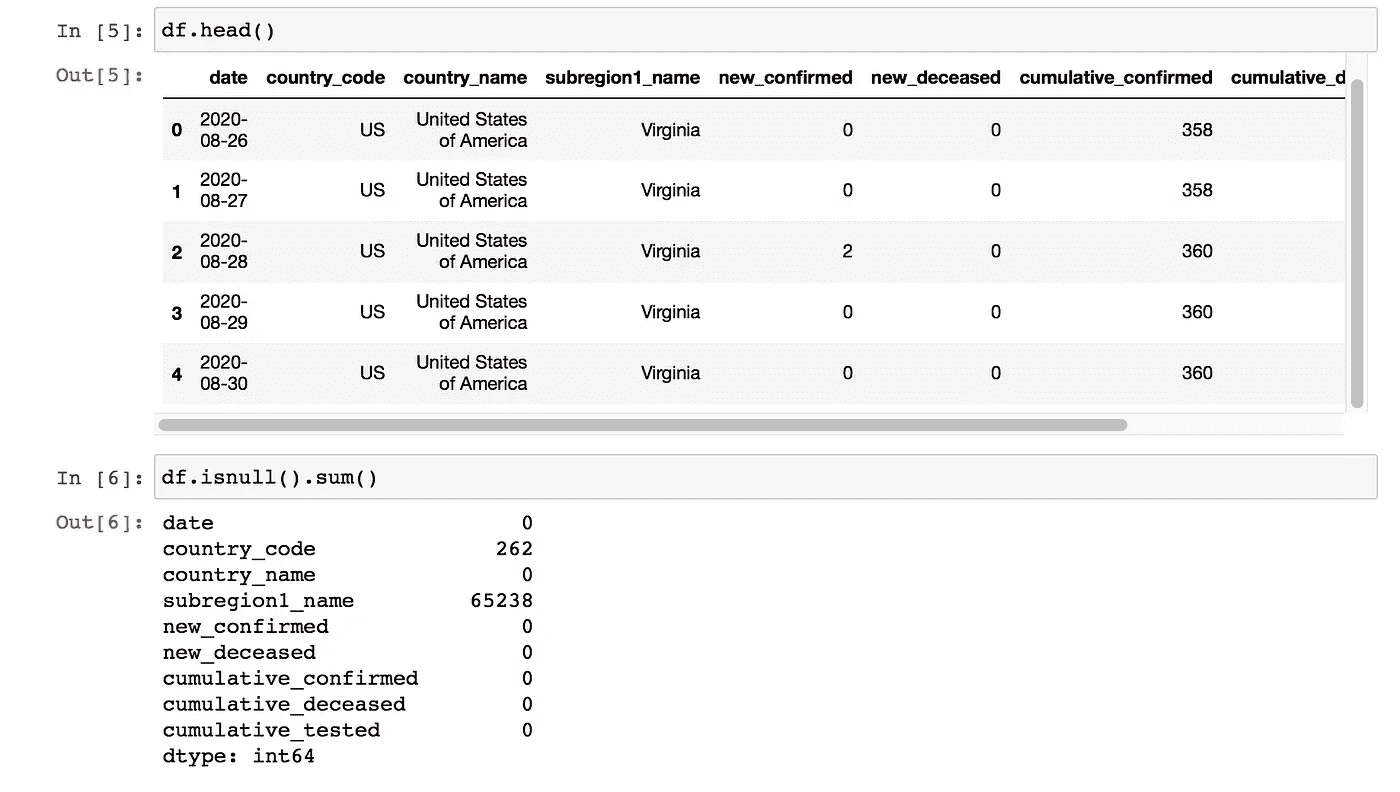 In [5]: df.head()
Out[5]:
date country_code country_name subregion1_name new_confirmed new_deceased cumulative_confirmed cumulative_d
0 2020-08-26 US United States of America Virginia 0 0 358
1 2020-08-27 US United States of America Virginia 0 0 358
2 2020-08-28 US United States of America Virginia 2 0 360
3 2020-08-29 US United States of America Virginia 0 0 360
4 2020-08-30 US United States of America Virginia 0 0 360
In [6]: df.isnull().sum()
Out[6]: date 0
country_code 262
country_name 0
subregion1_name 65238
new_confirmed 0
new_deceased 0
cumulative_confirmed 0
cumulative_deceased 0
cumulative_tested 0
dtype: int64